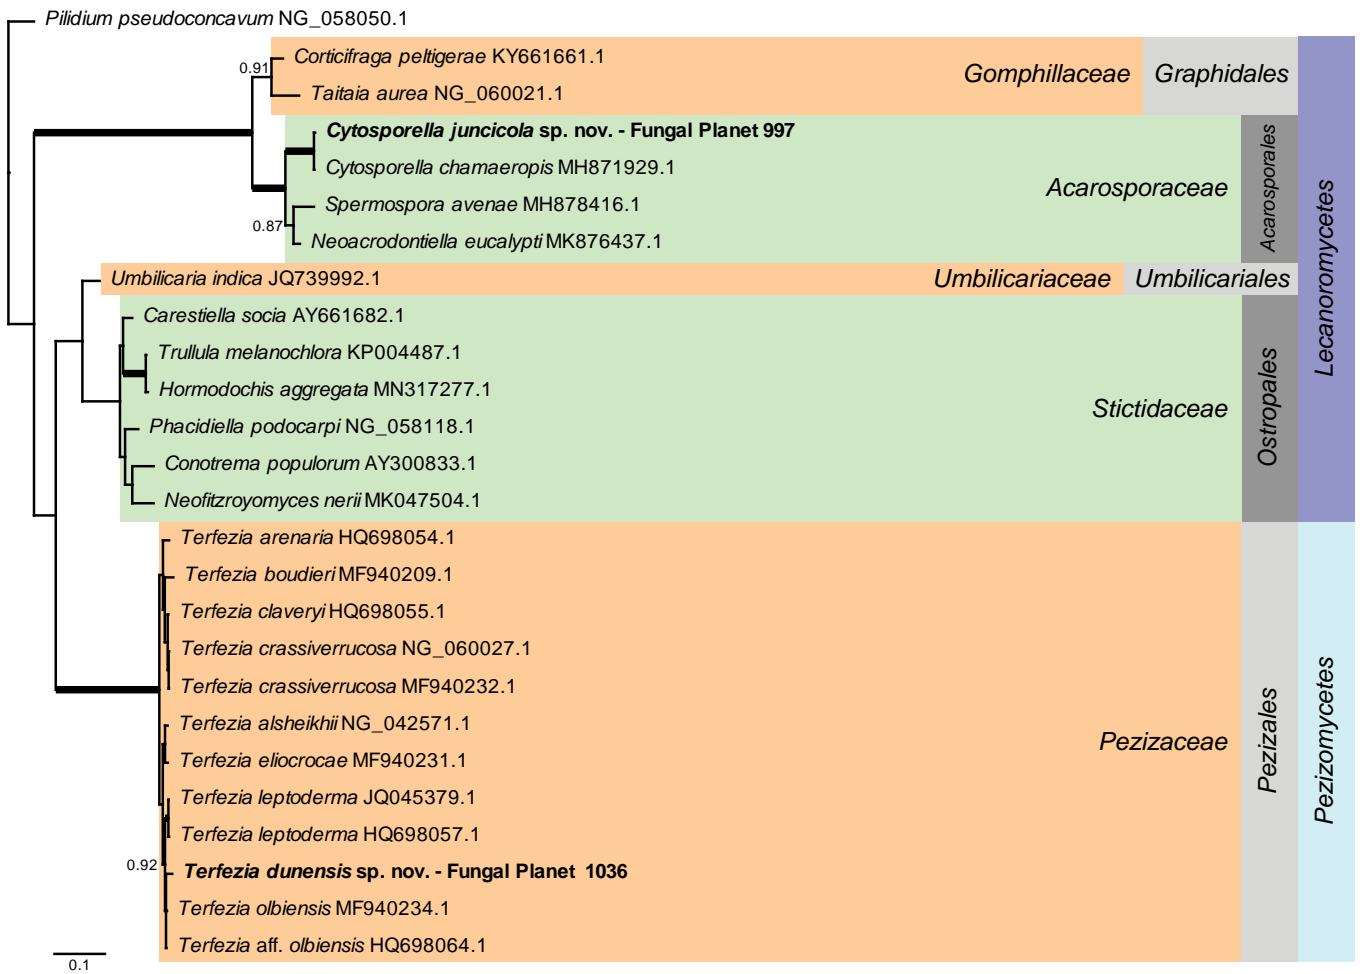 Pilidium pseudoconcavum NG_058050.1
0.91
Corticifraga peltigerae KY661661.1
Taitaia aurea NG_060021.1
Gomphillaceae
Graphidales
Cytosporella juncicola sp. nov. - Fungal Planet 997
Cytosporella chamaeropis MH871929.1
Spermospora avenae MH878416.1
0.87
Neoacrodontiella eucalypti MK876437.1
Acarosporaceae
Acarosporales
Umbilicaria indica JQ739992.1
Umbilicariaceae
Umbilicariales
Lecanoromycetes
Carestiella socia AY661682.1
Trullula melanochlora KP004487.1
Hormodochis aggregata MN317277.1
Phacidiella podocarpi NG_058118.1
Conotrema populorum AY300833.1
Neofitzroyomyces nerii MK047504.1
Stictidaceae
Ostropales
Terfezia arenaria HQ698054.1
Terfezia boudieri MF940209.1
Terfezia claveryi HQ698055.1
Terfezia crassiverrucosa NG_060027.1
Terfezia crassiverrucosa MF940232.1
Terfezia alsheikhii NG_042571.1
Terfezia eliocrocae MF940231.1
Terfezia leptoderma JQ045379.1
Terfezia leptoderma HQ698057.1
0.92
Terfezia dunensis sp. nov. - Fungal Planet 1036
Terfezia olbiensis MF940234.1
Terfezia aff. olbiensis HQ698064.1
Pezizaceae
Pezizales
Pezizomycetes
0.1